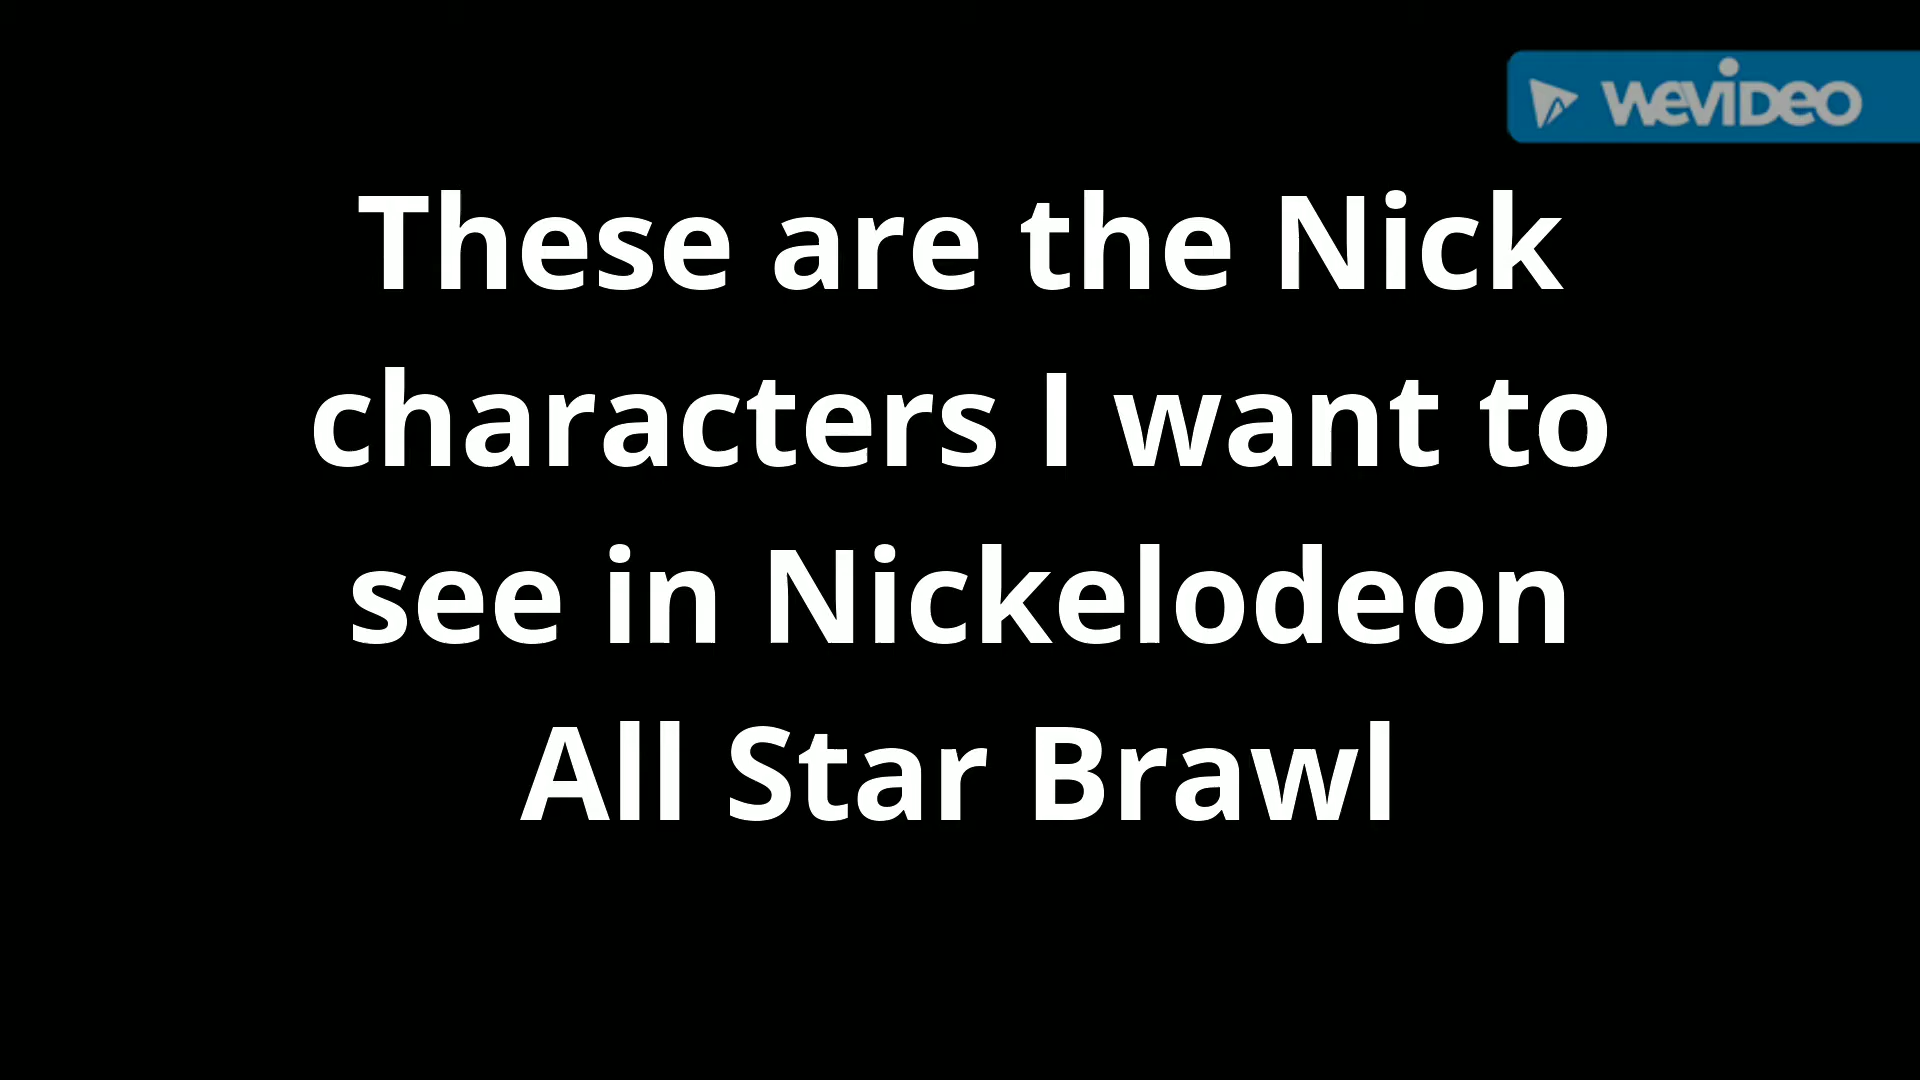 WeVideo
These are the Nick
characters I want to
see in Nickelodeon
All Star Brawl